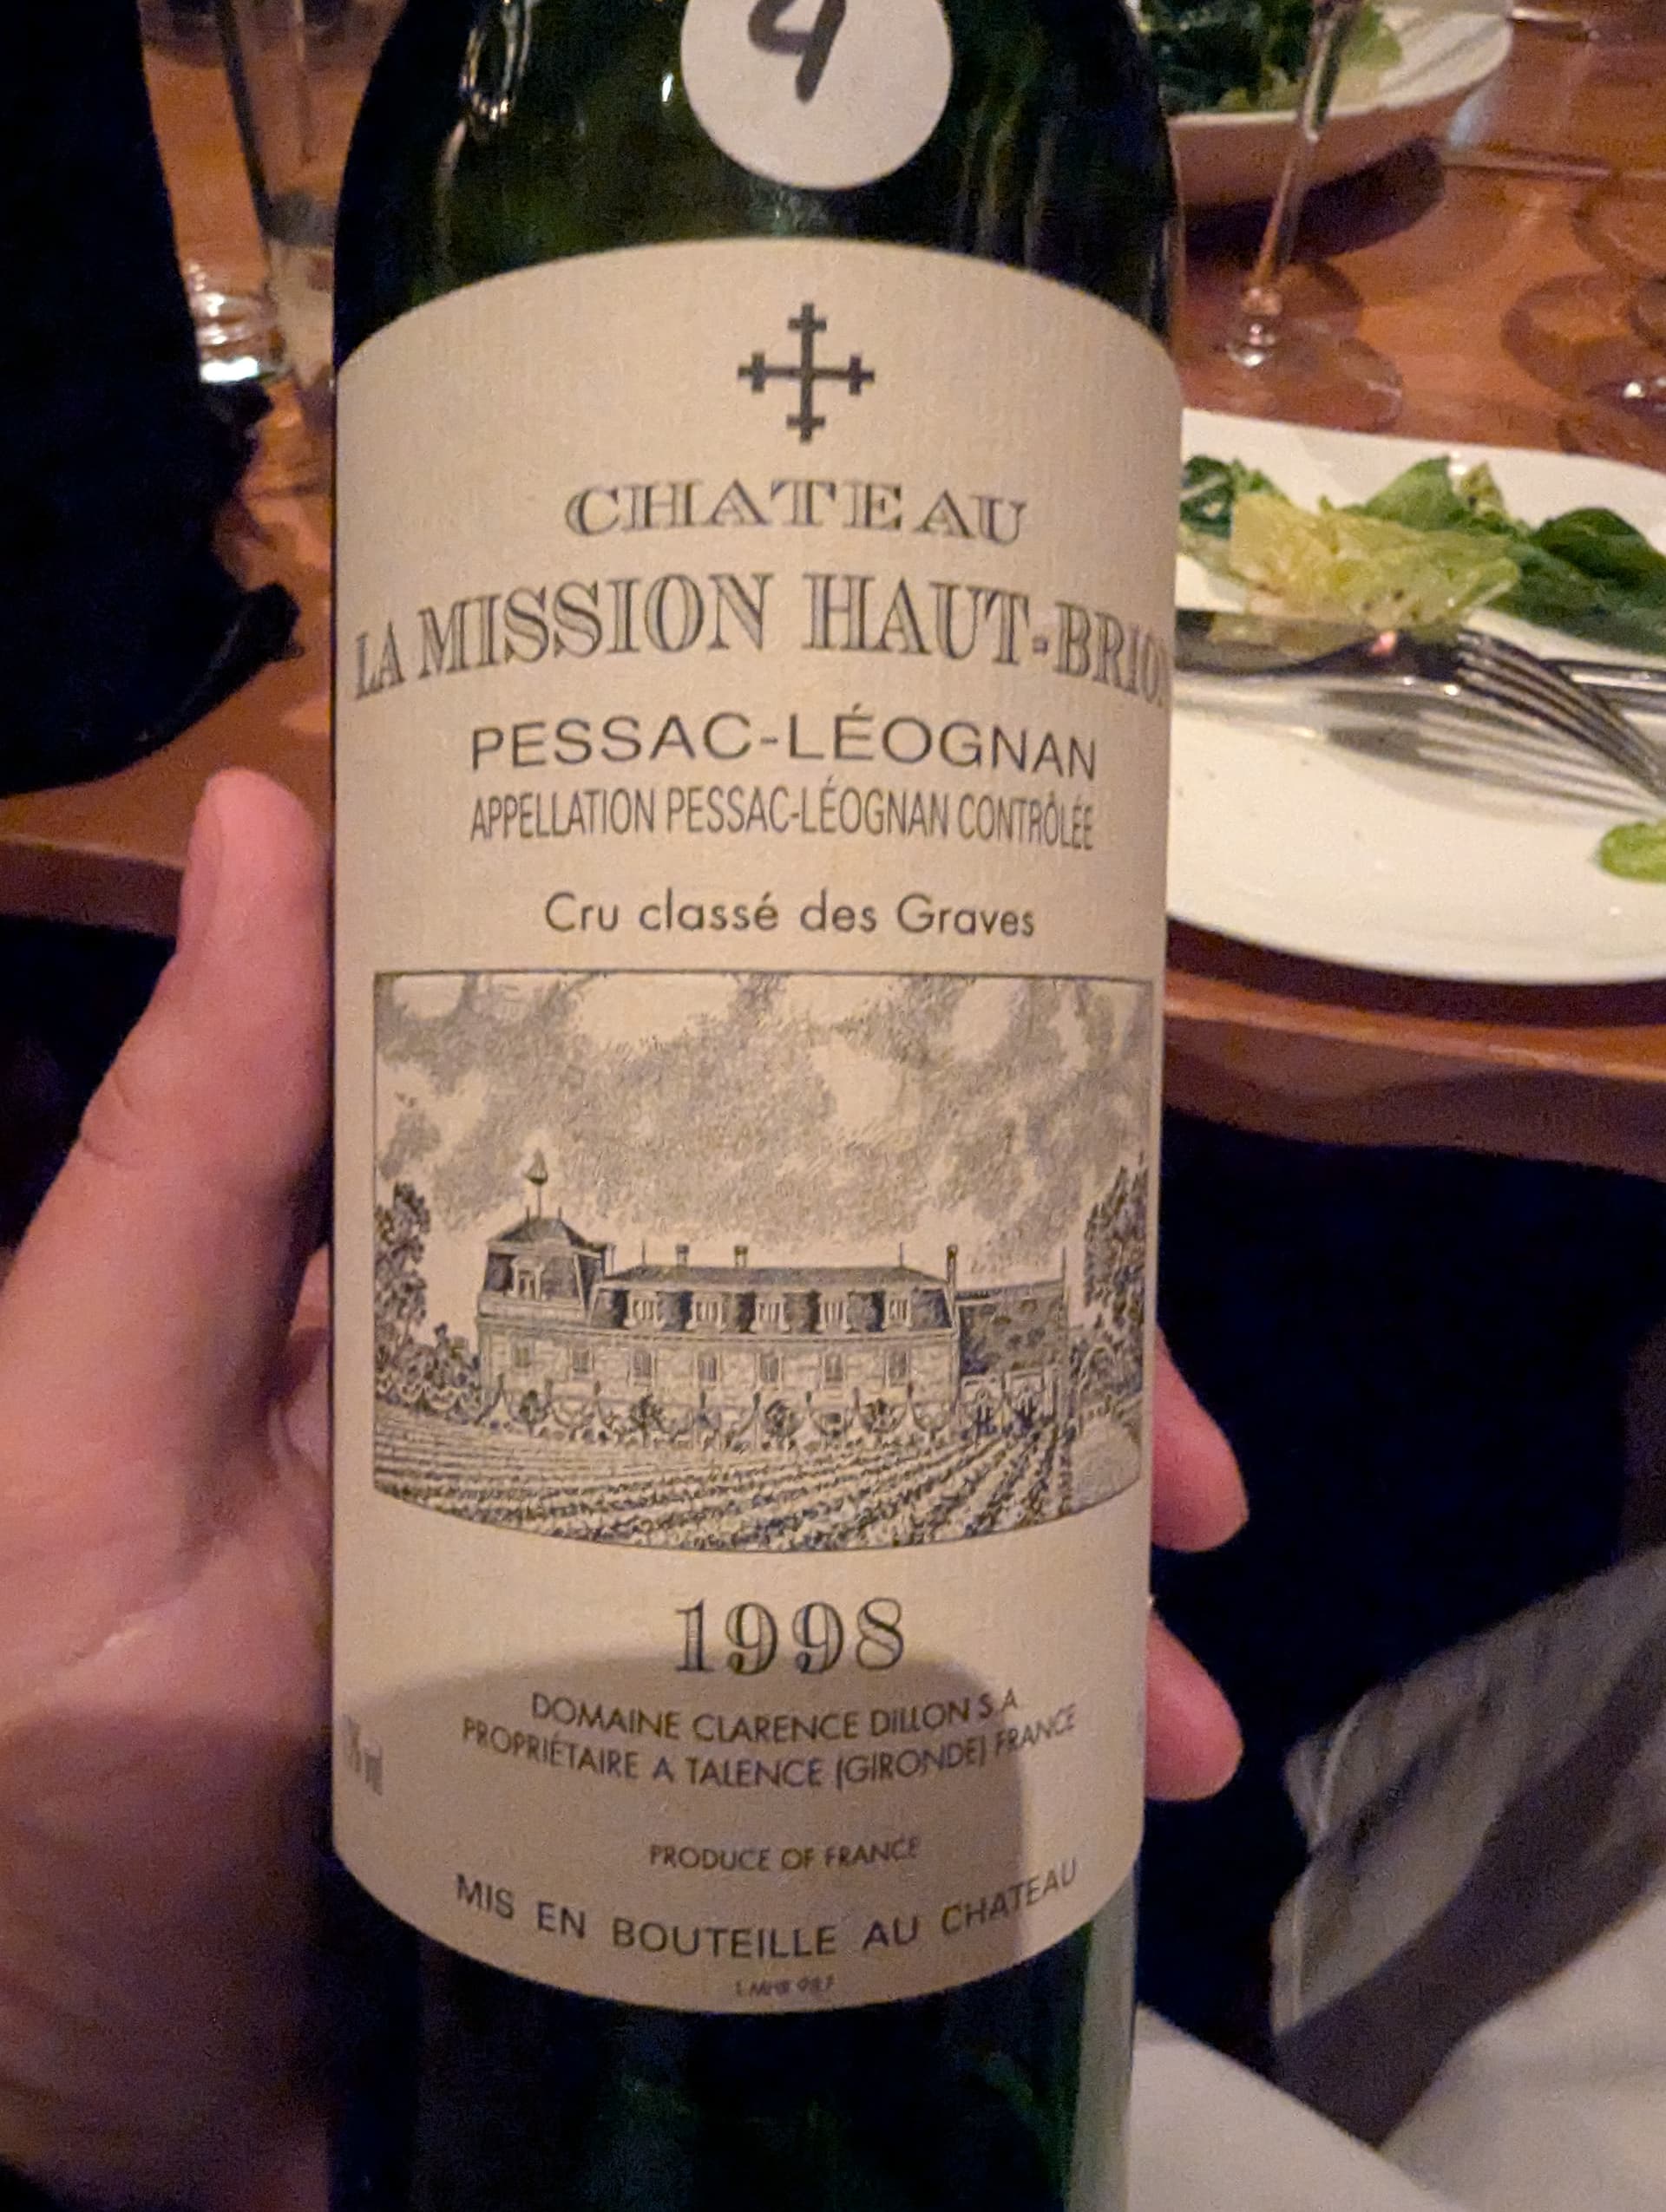 4
CHATEAU
LA MISSION HAUT-BRION
PESSAC-LÉOGNAN
APPELLATION PESSAC-LÉOGNAN CONTRÔLÉE
Cru classé des Graves
1998
DOMAINE CLARENCE DILLON S.A.
PROPRIÉTAIRE A TALENCE (GIRONDE) FRANCE
PRODUCE OF FRANCE
MIS EN BOUTEILLE AU CHATEAU